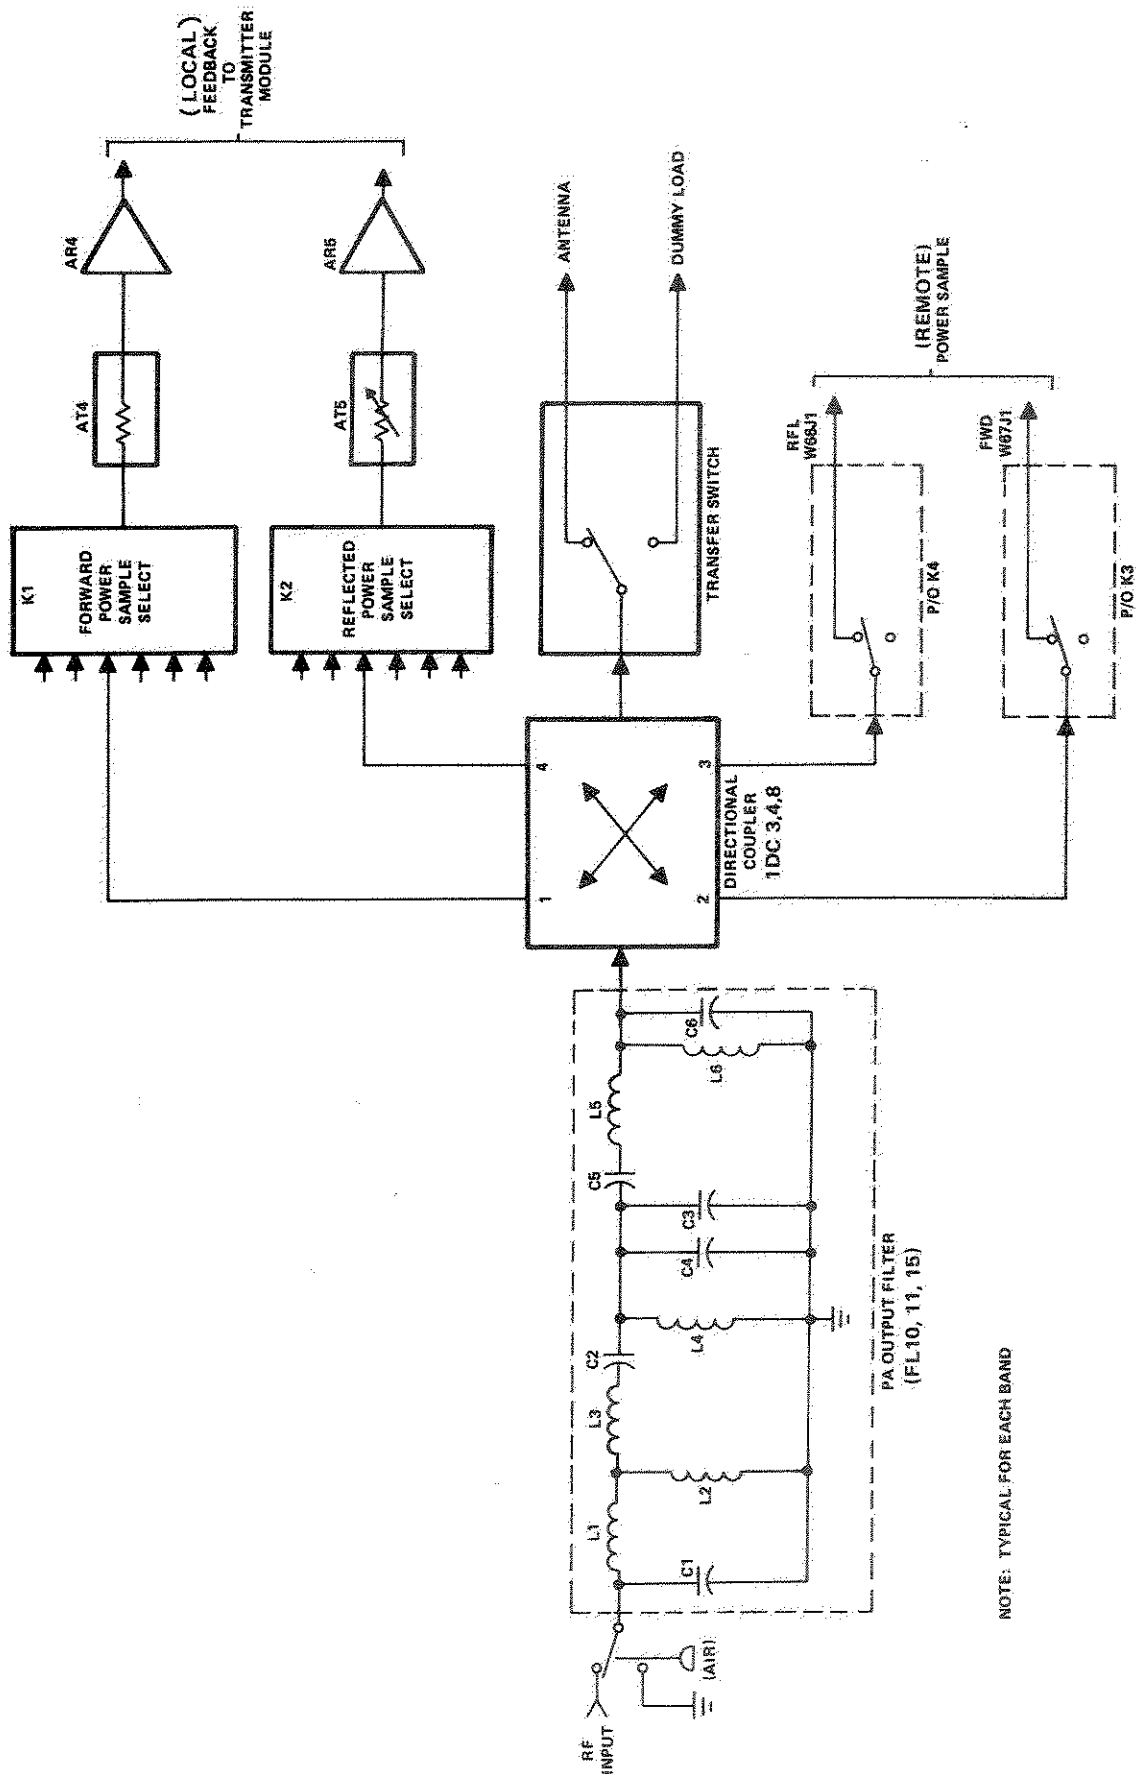 (LOCAL)
FEEDBACK
TO
TRANSMITTER
MODULE
AR4
AT4
K1
FORWARD
POWER
SAMPLE
SELECT
AR5
AT5
K2
REFLECTED
POWER
SAMPLE
SELECT
ANTENNA
DUMMY LOAD
TRANSFER SWITCH
(REMOTE)
POWER SAMPLE
RFL
W68J1
P/O K4
FWD
W67J1
P/O K3
1
4
2
3
DIRECTIONAL
COUPLER
1DC 3,4,8
RF
INPUT
(AIR)
L1
L3
C2
C5
L5
C1
L2
L4
C4
C3
L6
C6
PA OUTPUT FILTER
(FL10, 11, 15)
NOTE: TYPICAL FOR EACH BAND